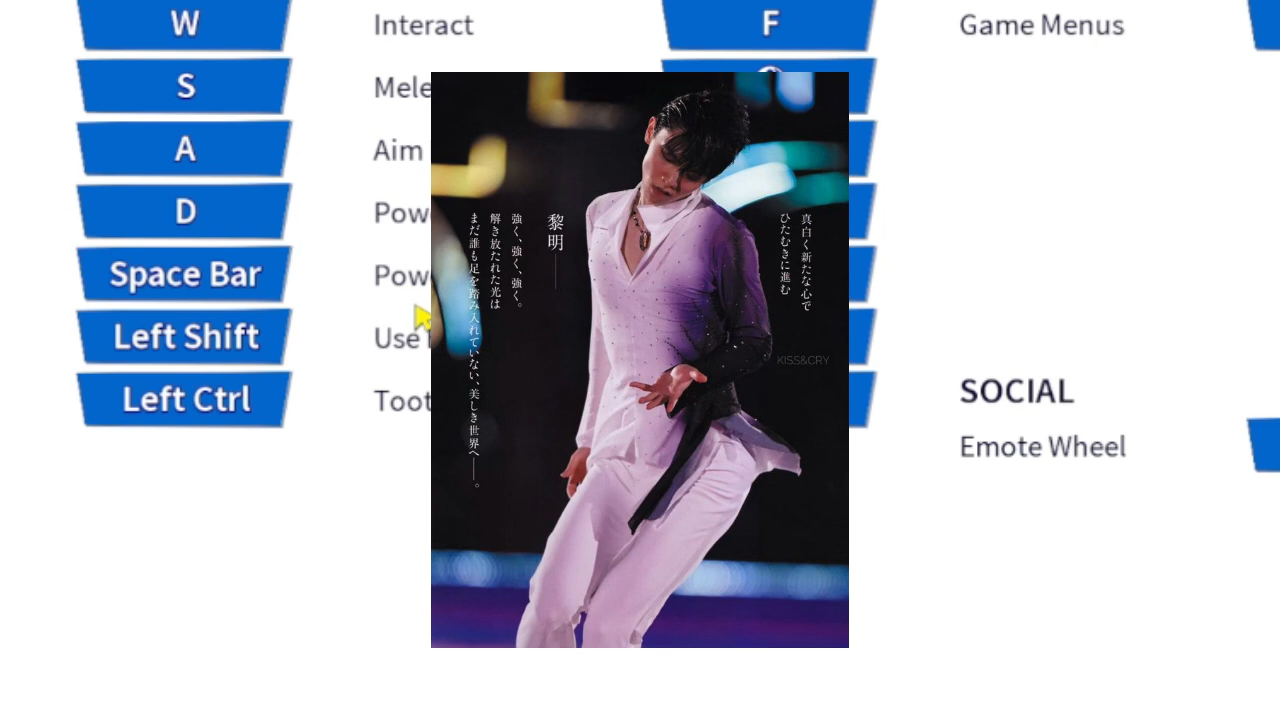 W
S
A
D
Space Bar
Left Shift
Left Ctrl
Interact
Mele
Aim
Pow
Pow
Use
Toot
F
Game Menus
SOCIAL
Emote Wheel
真白く新たな心で
ひたむきに進む
黎明――
強く、強く、強く。
解き放たれた光は
まだ誰も足を踏み入れていない、美しき世界へ――。
KISS&CRY